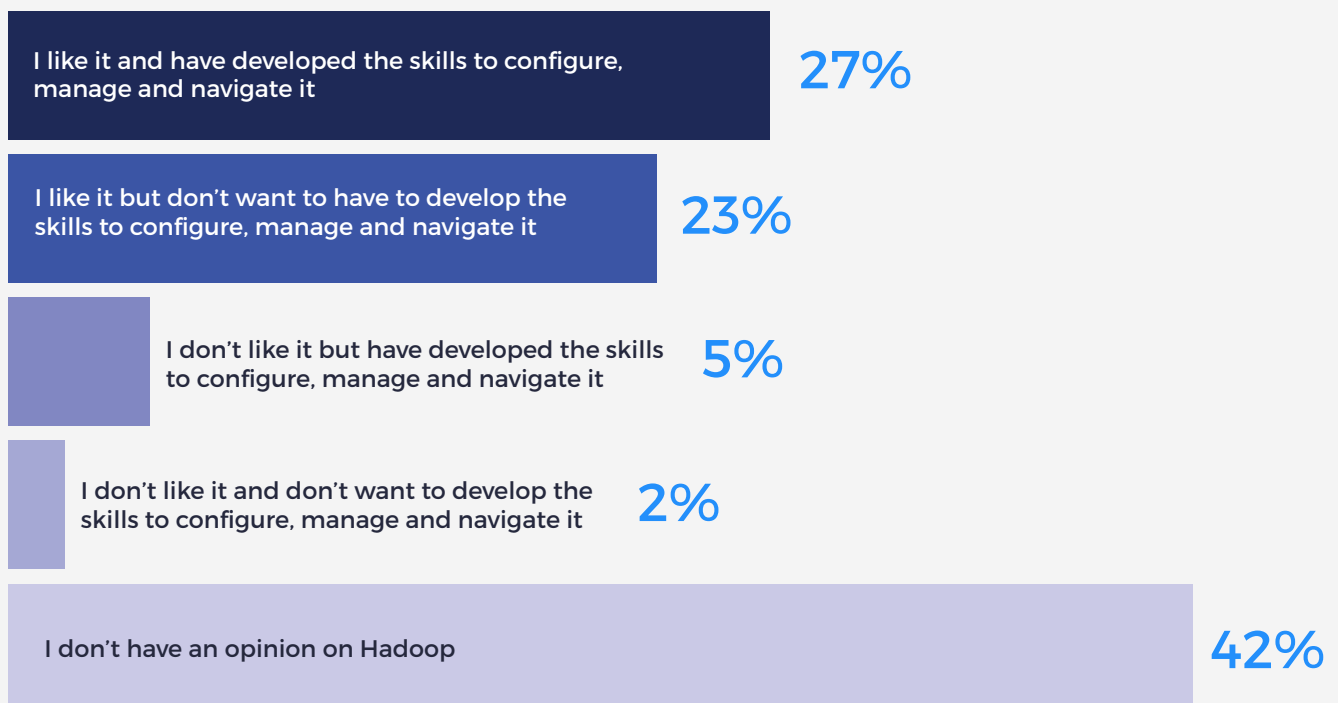 I like it and have developed the skills to configure,
manage and navigate it
27%
I like it but don’t want to have to develop the
skills to configure, manage and navigate it
23%
I don’t like it but have developed the skills
to configure, manage and navigate it
5%
I don’t like it and don’t want to develop the
skills to configure, manage and navigate it
2%
I don’t have an opinion on Hadoop
42%